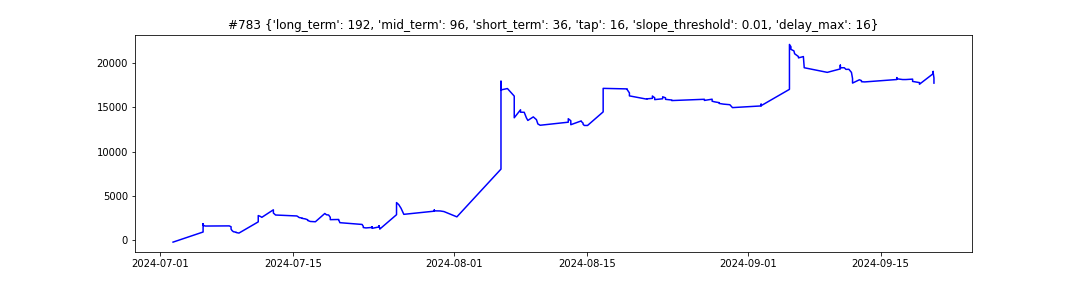 #783 {'long_term': 192, 'mid_term': 96, 'short_term': 36, 'tap': 16, 'slope_threshold': 0.01, 'delay_max': 16}
20000
15000
10000
5000
0
2024-07-01 2024-07-15 2024-08-01 2024-08-15 2024-09-01 2024-09-15